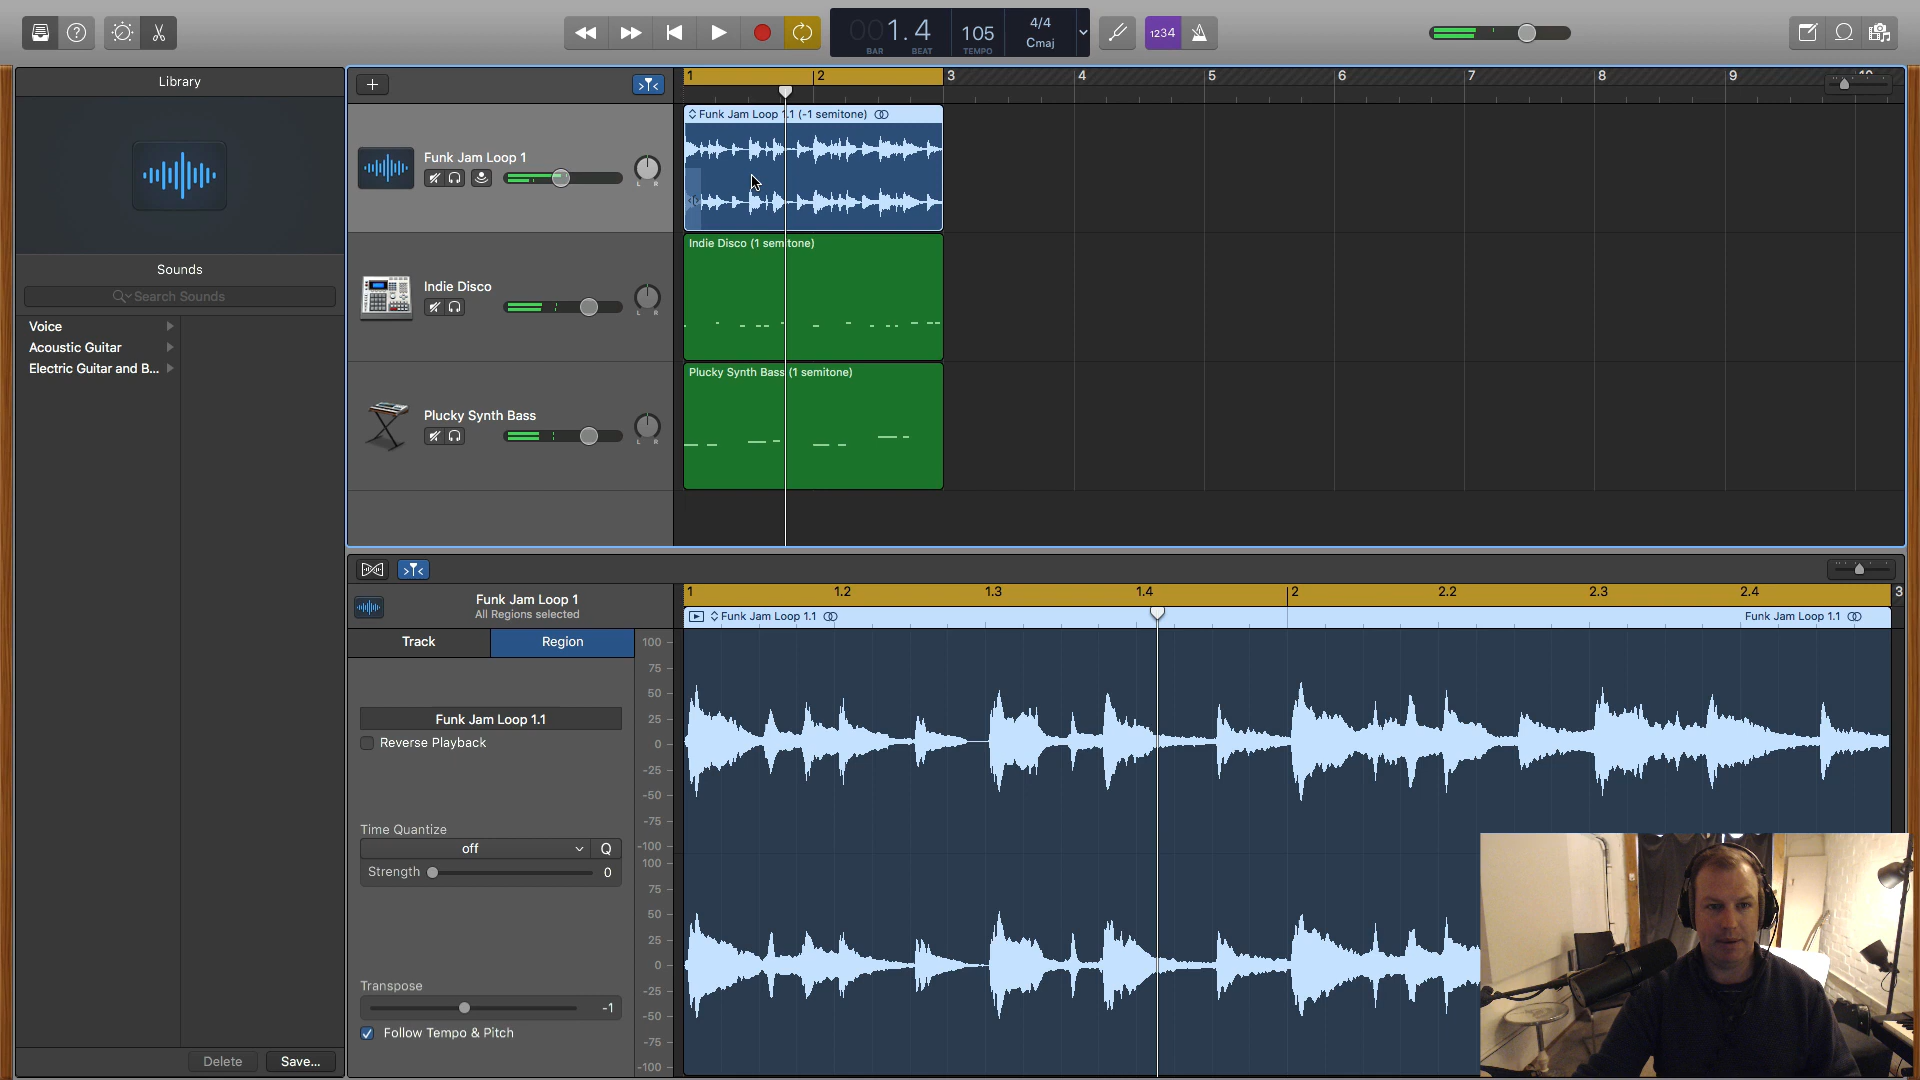 001.4
BAR BEAT
105
TEMPO
4/4
Cmaj
1234
Library
Sounds
Search Sounds
Voice
Acoustic Guitar
Electric Guitar and B...
Delete
Save...
1 2 3 4 5 6 7 8 9 10
Funk Jam Loop 1
L R
Funk Jam Loop 1.1 (-1 semitone)
Indie Disco
L R
Indie Disco (1 semitone)
Plucky Synth Bass
L R
Plucky Synth Bass (1 semitone)
Funk Jam Loop 1
All Regions selected
Track
Region
Funk Jam Loop 1.1
Reverse Playback
Time Quantize
off
Q
Strength
0
Transpose
-1
Follow Tempo & Pitch
1 1.2 1.3 1.4 2 2.2 2.3 2.4 3
Funk Jam Loop 1.1
Funk Jam Loop 1.1
100
75
50
25
0
-25
-50
-75
-100
100
75
50
25
0
-25
-50
-75
-100